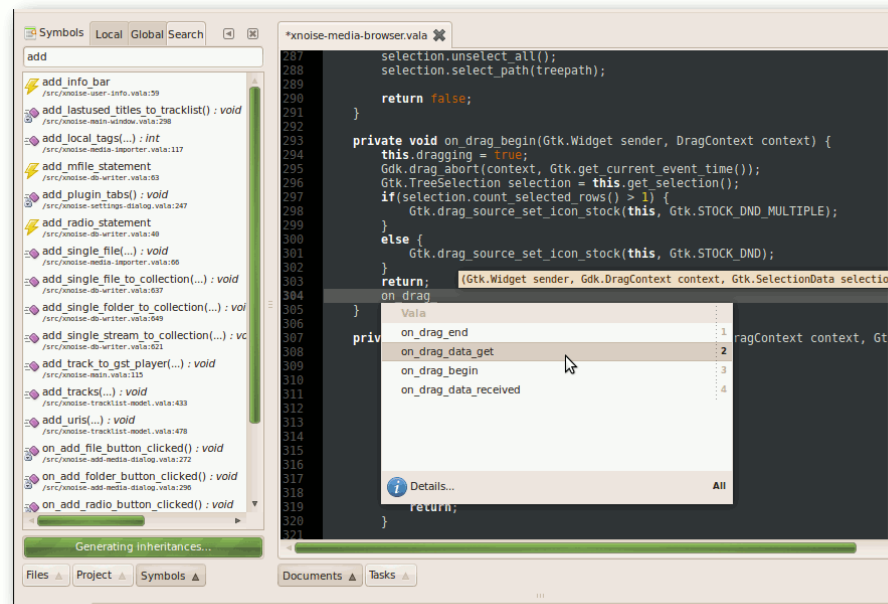 Symbols Local Global Search
add
add_info_bar
/src/xnoise-user-info.vala:59
add_lastused_titles_to_tracklist() : void
/src/xnoise-main-window.vala:298
add_local_tags(...) : int
/src/xnoise-media-importer.vala:117
add_mfile_statement
/src/xnoise-db-writer.vala:63
add_plugin_tabs() : void
/src/xnoise-settings-dialog.vala:247
add_radio_statement
/src/xnoise-db-writer.vala:40
add_single_file(...) : void
/src/xnoise-media-importer.vala:66
add_single_file_to_collection(...) : void
/src/xnoise-db-writer.vala:637
add_single_folder_to_collection(...) : voi
/src/xnoise-db-writer.vala:649
add_single_stream_to_collection(...) : vc
/src/xnoise-db-writer.vala:621
add_track_to_gst_player(...) : void
/src/xnoise-main.vala:115
add_tracks(...) : void
/src/xnoise-tracklist-model.vala:433
add_uris(...) : void
/src/xnoise-tracklist-model.vala:478
on_add_file_button_clicked() : void
/src/xnoise-add-media-dialog.vala:272
on_add_folder_button_clicked() : void
/src/xnoise-add-media-dialog.vala:296
on_add_radio_button_clicked() : void
Generating inheritances...
Files Project Symbols
*xnoise-media-browser.vala
287 selection.unselect_all();
288 selection.select_path(treepath);
289
290 return false;
291 }
292
293 private void on_drag_begin(Gtk.Widget sender, DragContext context) {
294 this.dragging = true;
295 Gdk.drag_abort(context, Gtk.get_current_event_time());
296 Gtk.TreeSelection selection = this.get_selection();
297 if(selection.count_selected_rows() > 1) {
298 Gtk.drag_source_set_icon_stock(this, Gtk.STOCK_DND_MULTIPLE);
299 }
300 else {
301 Gtk.drag_source_set_icon_stock(this, Gtk.STOCK_DND);
302 }
303 return;
(Gtk.Widget sender, Gdk.DragContext context, Gtk.SelectionData selectio
304 on_drag_
305 }
306
307 priv ragContext context, Gt
308
309
310
311
312
313
314
315
316
317
318
319 return;
320 }
321
Vala
on_drag_end 1
on_drag_data_get 2
on_drag_begin 3
on_drag_data_received 4
Details... All
Documents Tasks